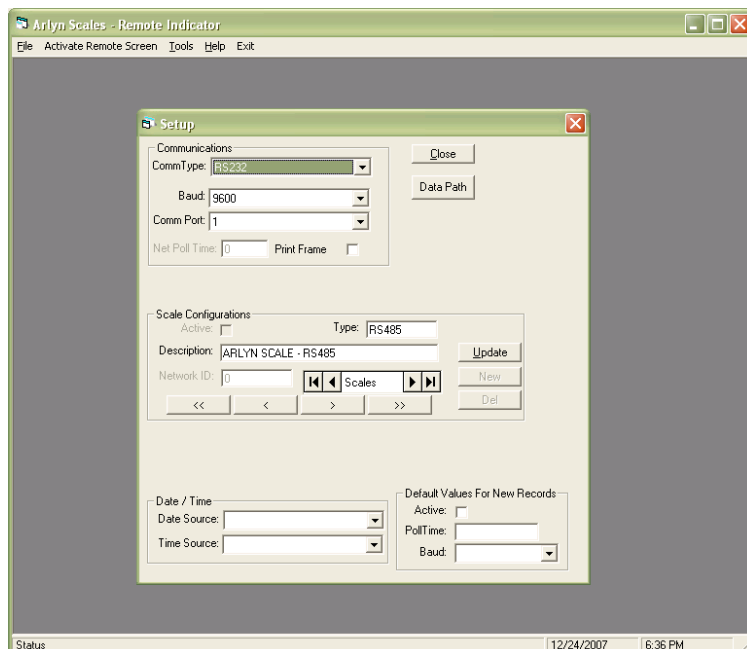 Arlyn Scales - Remote Indicator
File Activate Remote Screen Tools Help Exit
Setup
Communications
CommType: RS232
Close
Baud: 9600
Data Path
Comm Port: 1
Net Poll Time: 0 Print Frame
Scale Configurations
Active: Type: RS485
Description: ARLYN SCALE - RS485
Update
Network ID: 0 Scales
New
<< < > >>
Del
Date / Time
Date Source:
Time Source:
Default Values For New Records
Active:
PollTime:
Baud:
Status 12/24/2007 6:36 PM